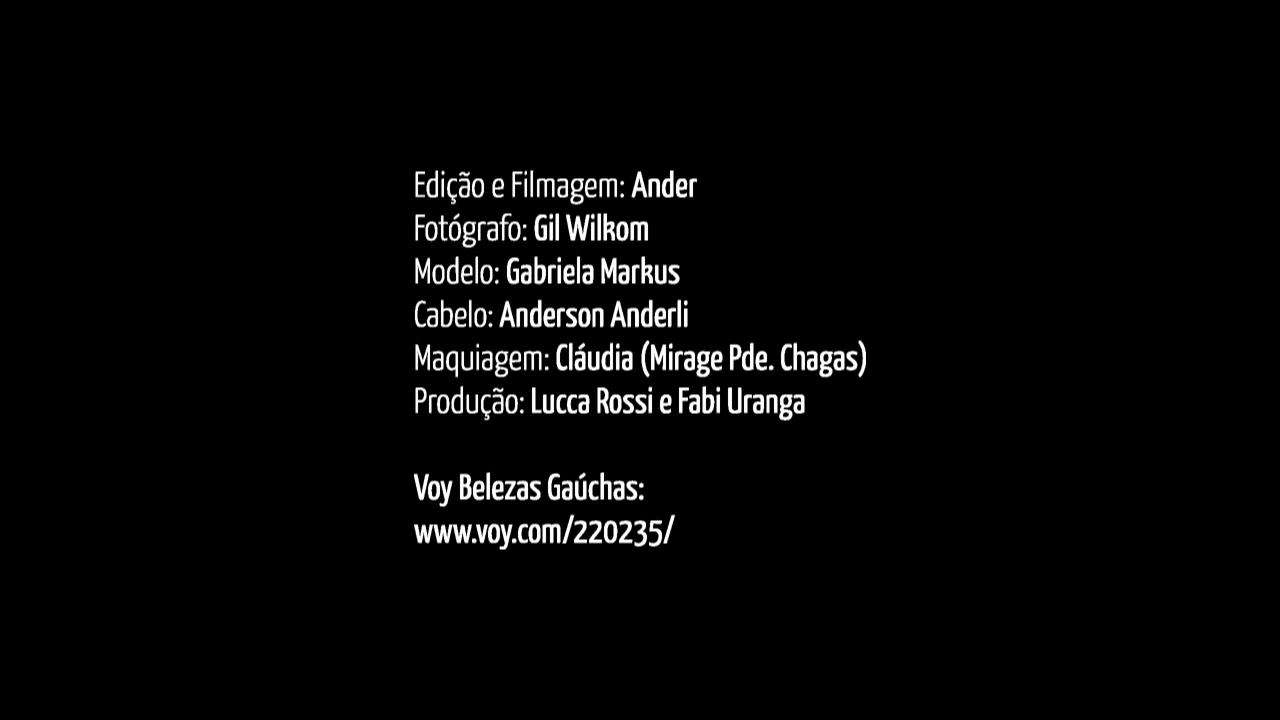 Edição e Filmagem: Ander
Fotógrafo: Gil Wilkom
Modelo: Gabriela Markus
Cabelo: Anderson Anderli
Maquiagem: Cláudia (Mirage Pde. Chagas)
Produção: Lucca Rossi e Fabi Uranga
Voy Belezas Gaúchas:
www.voy.com/220235/